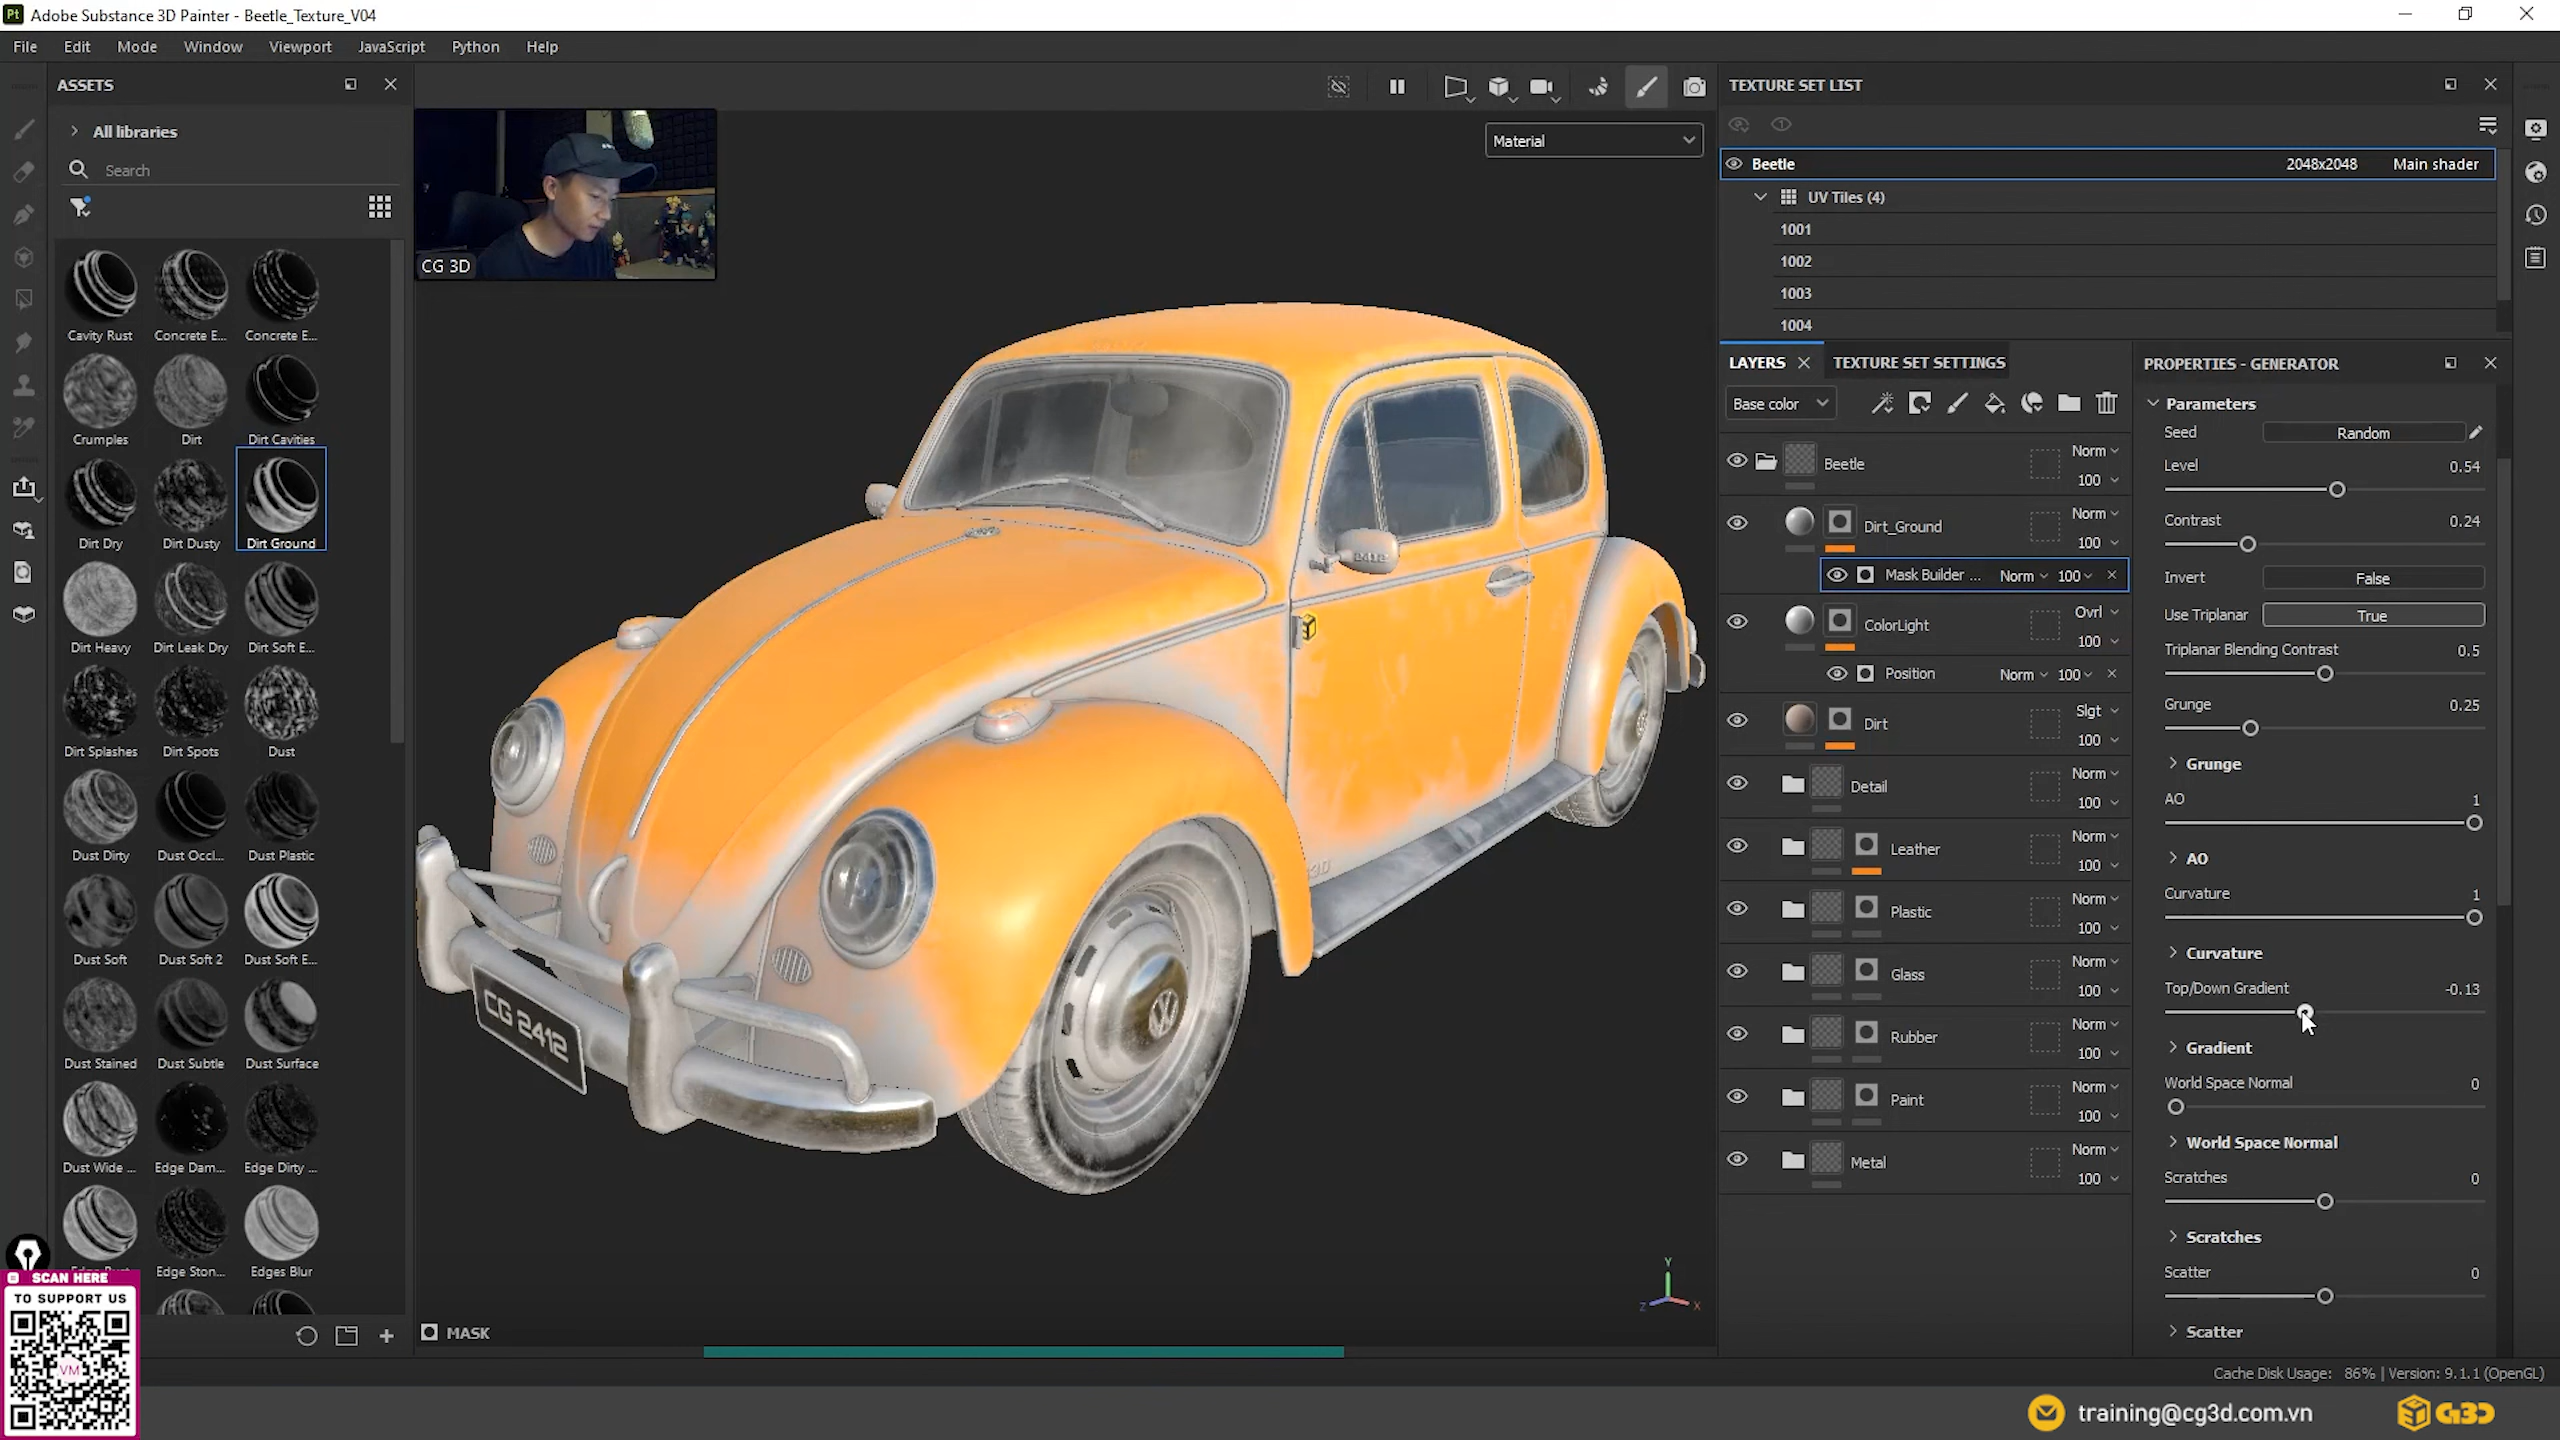 Pt Adobe Substance 3D Painter - Beetle_Texture_V04
File Edit Mode Window Viewport JavaScript Python Help
ASSETS
All libraries
Search
Cavity Rust Concrete E... Concrete E...
Crumples Dirt Dirt Cavities
Dirt Dry Dirt Dusty Dirt Ground
Dirt Heavy Dirt Leak Dry Dirt Soft E...
Dirt Splashes Dirt Spots Dust
Dust Dirty Dust Occl... Dust Plastic
Dust Soft Dust Soft 2 Dust Soft E...
Dust Stained Dust Subtle Dust Surface
Dust Wide ... Edge Dam... Edge Dirty ...
Edge Ston... Edges Blur
SCAN HERE
TO SUPPORT US
VM
CG 3D
Material
2412
CG 2412
Y
Z X
MASK
TEXTURE SET LIST
Beetle 2048x2048 Main shader
UV Tiles (4)
1001
1002
1003
1004
LAYERS TEXTURE SET SETTINGS
Base color
Beetle Norm 100
Dirt_Ground Norm 100
Mask Builder ... Norm 100
ColorLight Ovrl 100
Position Norm 100
Dirt Slgt 100
Detail Norm 100
Leather Norm 100
Plastic Norm 100
Glass Norm 100
Rubber Norm 100
Paint Norm 100
Metal Norm 100
PROPERTIES - GENERATOR
Parameters
Seed Random
Level 0.54
Contrast 0.24
Invert False
Use Triplanar True
Triplanar Blending Contrast 0.5
Grunge 0.25
Grunge
AO 1
AO
Curvature 1
Curvature
Top/Down Gradient -0.13
Gradient
World Space Normal 0
World Space Normal
Scratches 0
Scratches
Scatter 0
Scatter
Cache Disk Usage: 86% | Version: 9.1.1 (OpenGL)
training@cg3d.com.vn
CG3D